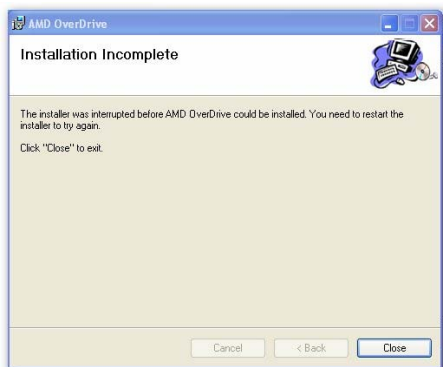 AMD OverDrive
Installation Incomplete
The installer was interrupted before AMD OverDrive could be installed. You need to restart the
installer to try again.
Click "Close" to exit.
Cancel
< Back
Close